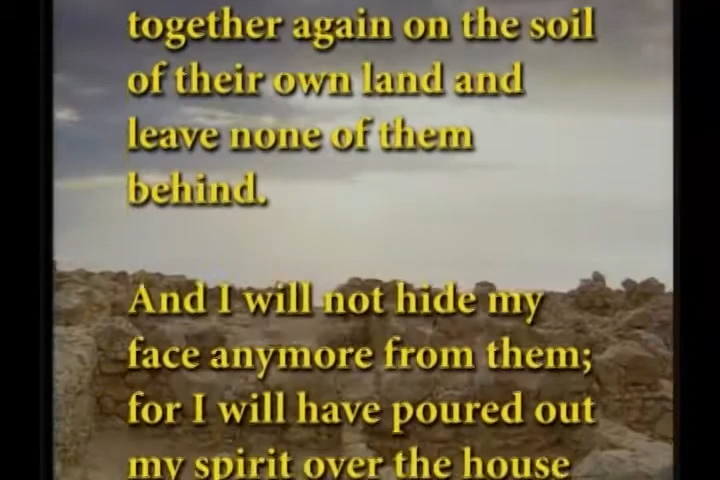 together again on the soil
of their own land and
leave none of them
behind.
And I will not hide my
face anymore from them;
for I will have poured out
my spirit over the house